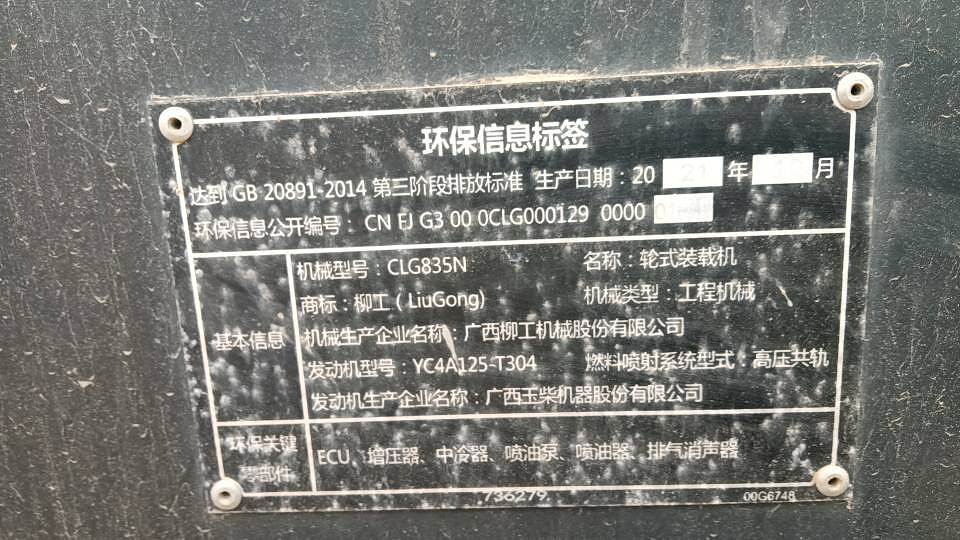 环保信息标签
达到 GB 20891-2014 第三阶段排放标准 生产日期：20 21 年 月
环保信息公开编号： CN FJ G3 00 0CLG000129 0000
基本信息
机械型号：CLG835N 名称：轮式装载机
商标：柳工（LiuGong) 机械类型：工程机械
机械生产企业名称：广西柳工机械股份有限公司
发动机型号：YC4A125-T304 燃料喷射系统型式：高压共轨
发动机生产企业名称：广西玉柴机器股份有限公司
环保关键
零部件
ECU、增压器、中冷器、喷油泵、喷油器、排气消声器
736279
00G6748